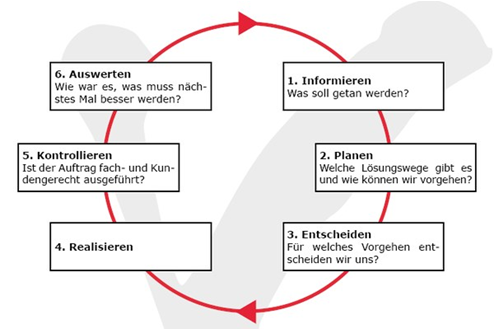 1. Informieren
Was soll getan werden?
2. Planen
Welche Lösungswege gibt es
und wie können wir vorgehen?
3. Entscheiden
Für welches Vorgehen ent-
scheiden wir uns?
4. Realisieren
5. Kontrollieren
Ist der Auftrag fach- und Kun-
dengerecht ausgeführt?
6. Auswerten
Wie war es, was muss näch-
stes Mal besser werden?